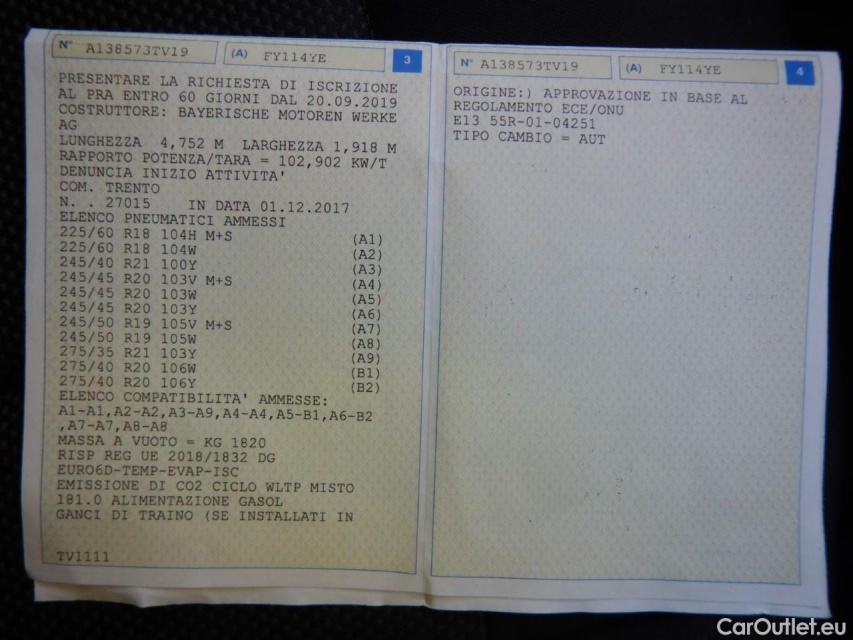 N° A138573TV19 (A) FY114YE 3
PRESENTARE LA RICHIESTA DI ISCRIZIONE
AL PRA ENTRO 60 GIORNI DAL 20.09.2019
COSTRUTTORE: BAYERISCHE MOTOREN WERKE
AG
LUNGHEZZA 4,752 M LARGHEZZA 1,918 M
RAPPORTO POTENZA/TARA = 102,902 KW/T
DENUNCIA INIZIO ATTIVITA'
COM. TRENTO
N. . 27015 IN DATA 01.12.2017
ELENCO PNEUMATICI AMMESSI
225/60 R18 104H M+S (A1)
225/60 R18 104W (A2)
245/40 R21 100Y (A3)
245/45 R20 103V M+S (A4)
245/45 R20 103W (A5)
245/45 R20 103Y (A6)
245/50 R19 105V M+S (A7)
245/50 R19 105W (A8)
275/35 R21 103Y (A9)
275/40 R20 106W (B1)
275/40 R20 106Y (B2)
ELENCO COMPATIBILITA' AMMESSE:
A1-A1,A2-A2,A3-A9,A4-A4,A5-B1,A6-B2
,A7-A7,A8-A8
MASSA A VUOTO = KG 1820
RISP REG UE 2018/1832 DG
EURO6D-TEMP-EVAP-ISC
EMISSIONE DI CO2 CICLO WLTP MISTO
181.0 ALIMENTAZIONE GASOL
GANCI DI TRAINO (SE INSTALLATI IN
TV1111
N° A138573TV19 (A) FY114YE 4
ORIGINE:) APPROVAZIONE IN BASE AL
REGOLAMENTO ECE/ONU
E13 55R-01-04251
TIPO CAMBIO = AUT
CarOutlet.eu